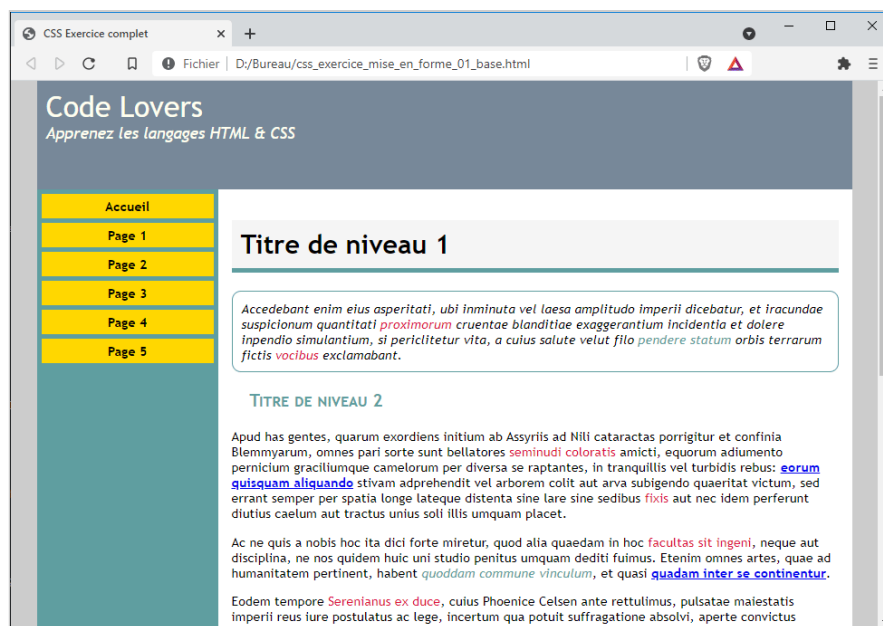 CSS Exercice complet
Fichier D:/Bureau/css_exercice_mise_en_forme_01_base.html
Code Lovers
Apprenez les langages HTML & CSS
Accueil
Page 1
Page 2
Page 3
Page 4
Page 5
Titre de niveau 1
Accedebant enim eius asperitati, ubi inminuta vel laesa amplitudo imperii dicebatur, et iracundae
suspicionum quantitati proximorum cruentae blanditiae exaggerantium incidentia et dolere
inpendio simulantium, si periclitetur vita, a cuius salute velut filo pendere statum orbis terrarum
fictis vocibus exclamabant.
Titre de niveau 2
Apud has gentes, quarum exordiens initium ab Assyriis ad Nili cataractas porrigitur et confinia
Blemmyarum, omnes pari sorte sunt bellatores seminudi coloratis amicti, equorum adiumento
pernicium graciliumque camelorum per diversa se raptantes, in tranquillis vel turbidis rebus: eorum
quisquam aliquando stivam adprehendit vel arborem colit aut arva subigendo quaeritat victum, sed
errant semper per spatia longe lateque distenta sine lare sine sedibus fixis aut nec idem perferunt
diutius caelum aut tractus unius soli illis umquam placet.
Ac ne quis a nobis hoc ita dici forte miretur, quod alia quaedam in hoc facultas sit ingeni, neque aut
disciplina, ne nos quidem huic uni studio penitus umquam dediti fuimus. Etenim omnes artes, quae ad
humanitatem pertinent, habent quoddam commune vinculum, et quasi quadam inter se continentur.
Eodem tempore Serenianus ex duce, cuius Phoenice Celsen ante rettulimus, pulsatae maiestatis
imperii reus iure postulatus ac lege, incertum qua potuit suffragatione absolvi, aperte convictus